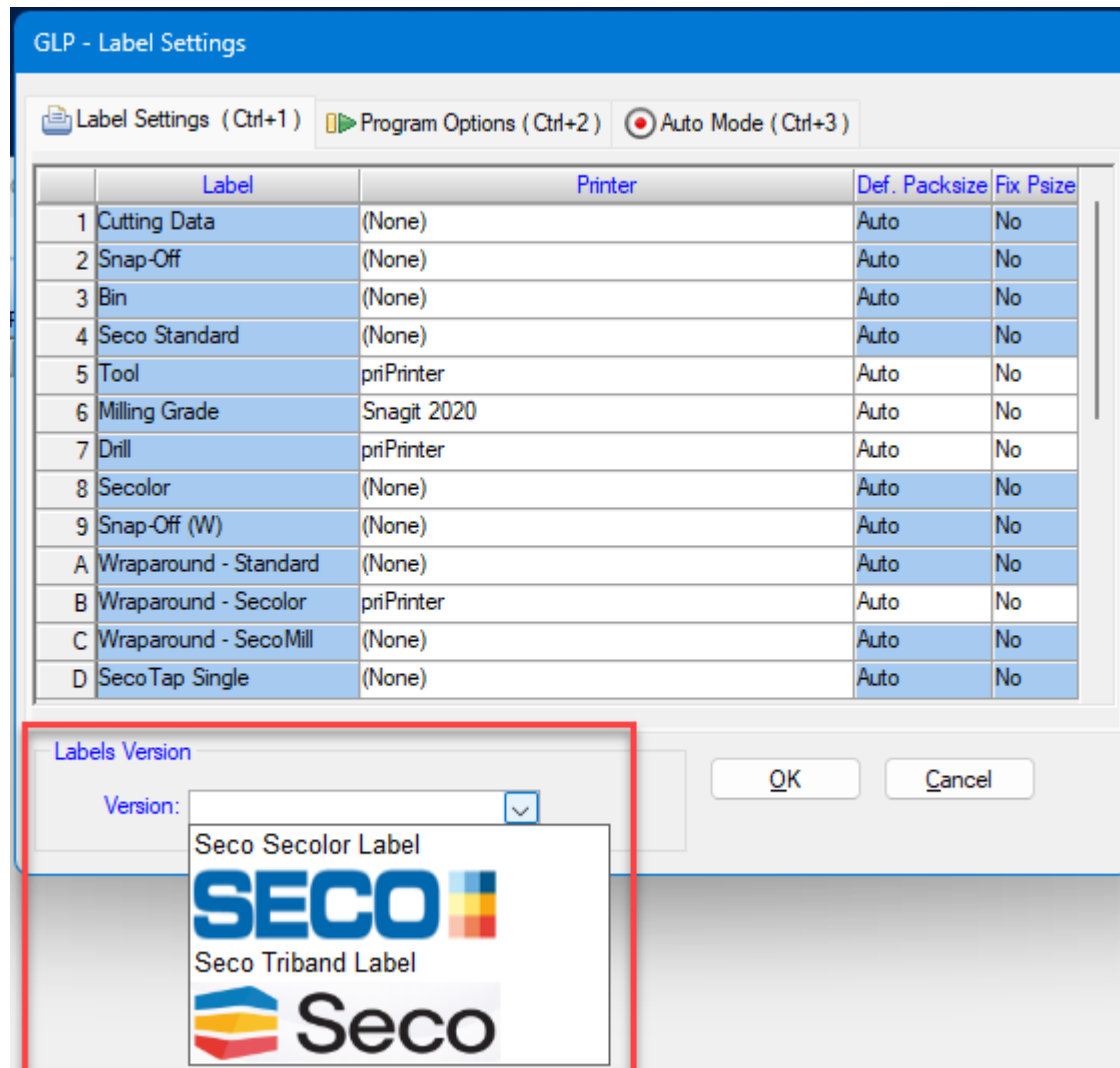 GLP - Label Settings
Label Settings ( Ctrl+1 ) Program Options ( Ctrl+2 ) Auto Mode ( Ctrl+3 )
Label Printer Def. Packsize Fix Psize
1 Cutting Data (None) Auto No
2 Snap-Off (None) Auto No
3 Bin (None) Auto No
4 Seco Standard (None) Auto No
5 Tool priPrinter Auto No
6 Milling Grade Snagit 2020 Auto No
7 Drill priPrinter Auto No
8 Secolor (None) Auto No
9 Snap-Off (W) (None) Auto No
A Wraparound - Standard (None) Auto No
B Wraparound - Secolor priPrinter Auto No
C Wraparound - SecoMill (None) Auto No
D SecoTap Single (None) Auto No
Labels Version
OK Cancel
Version:
Seco Secolor Label
SECO
Seco Triband Label
Seco